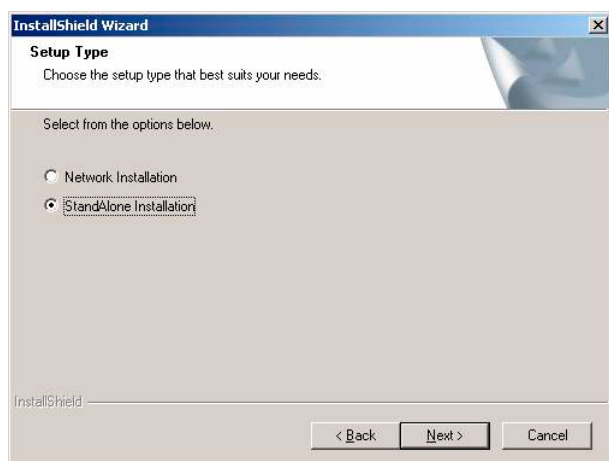 InstallShield Wizard
Setup Type
Choose the setup type that best suits your needs.
Select from the options below.
Network Installation
StandAlone Installation
InstallShield
< Back Next > Cancel